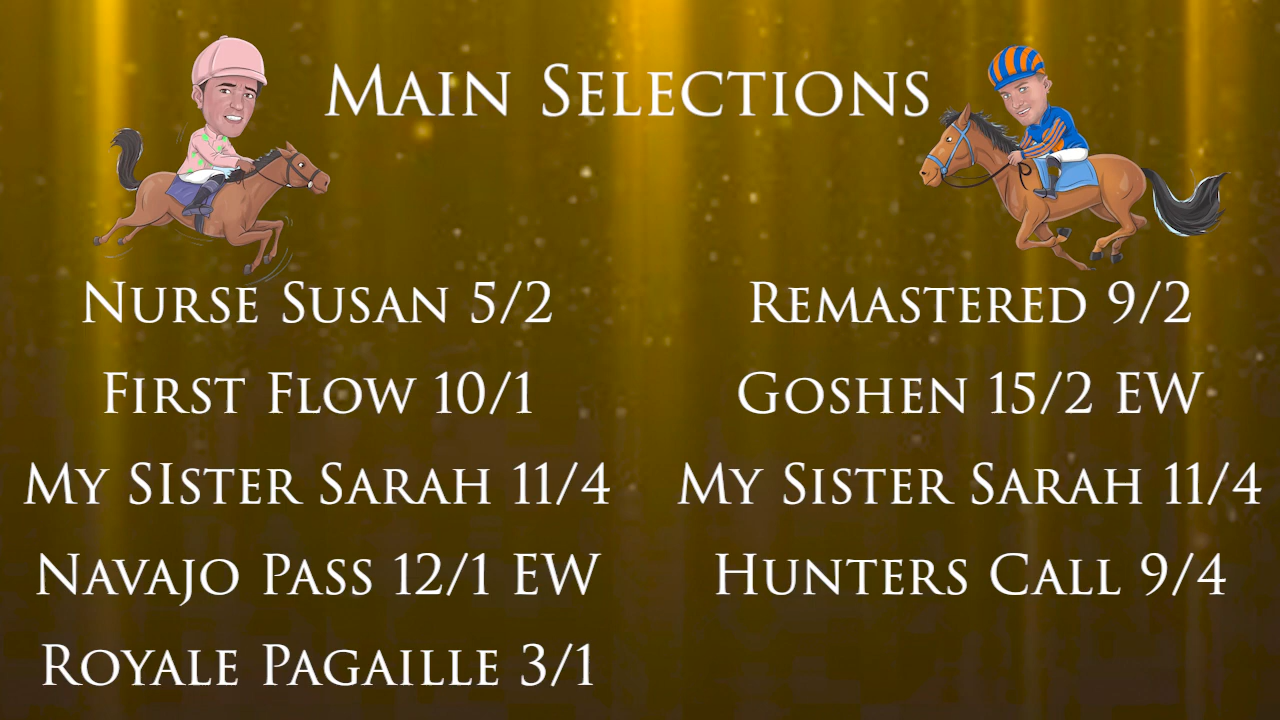 Main Selections
Nurse Susan 5/2
First Flow 10/1
My SIster Sarah 11/4
Navajo Pass 12/1 EW
Royale Pagaille 3/1
Remastered 9/2
Goshen 15/2 EW
My Sister Sarah 11/4
Hunters Call 9/4